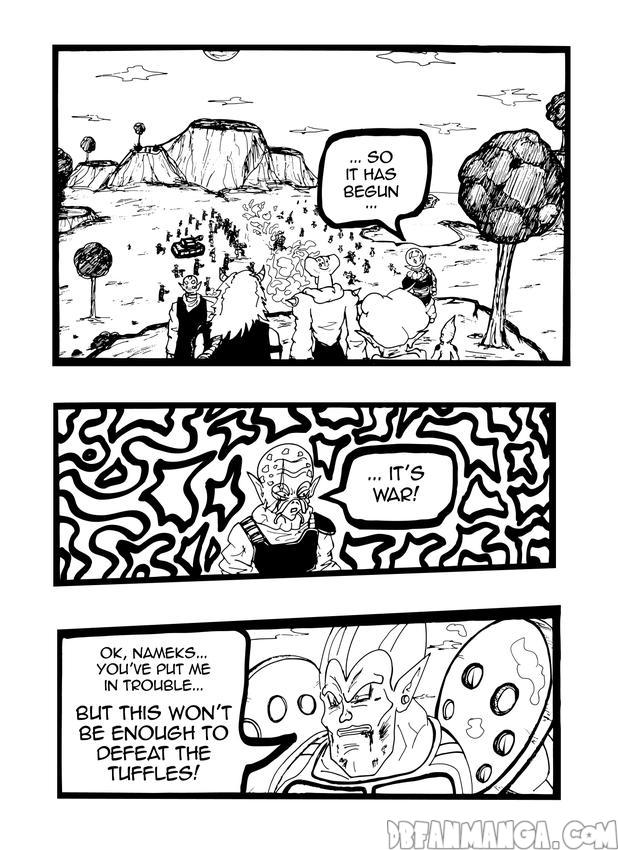 ... SO
IT HAS
BEGUN
...
... IT'S
WAR!
OK, NAMEKS...
YOU'VE PUT ME
IN TROUBLE...
BUT THIS WON'T
BE ENOUGH TO
DEFEAT THE
TUFFLES!
DBFANMANGA.COM